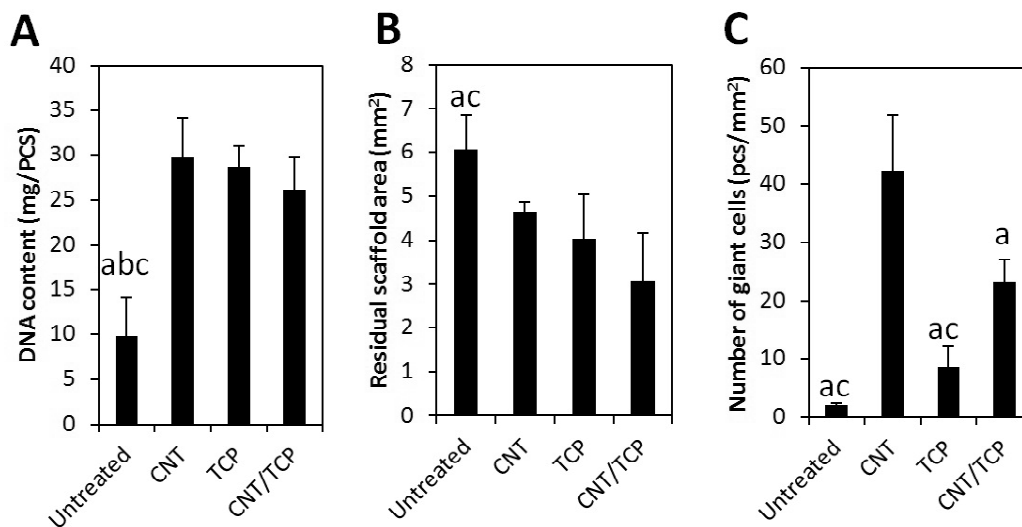 A
DNA content (mg/PCS)
40
35
30
25
20
15
10
5
0
abc
Untreated
CNT
TCP
CNT/TCP
B
Residual scaffold area (mm²)
8
7
6
5
4
3
2
1
0
ac
Untreated
CNT
TCP
CNT/TCP
C
Number of giant cells (pcs/mm²)
60
50
40
30
20
10
0
ac
ac
a
Untreated
CNT
TCP
CNT/TCP